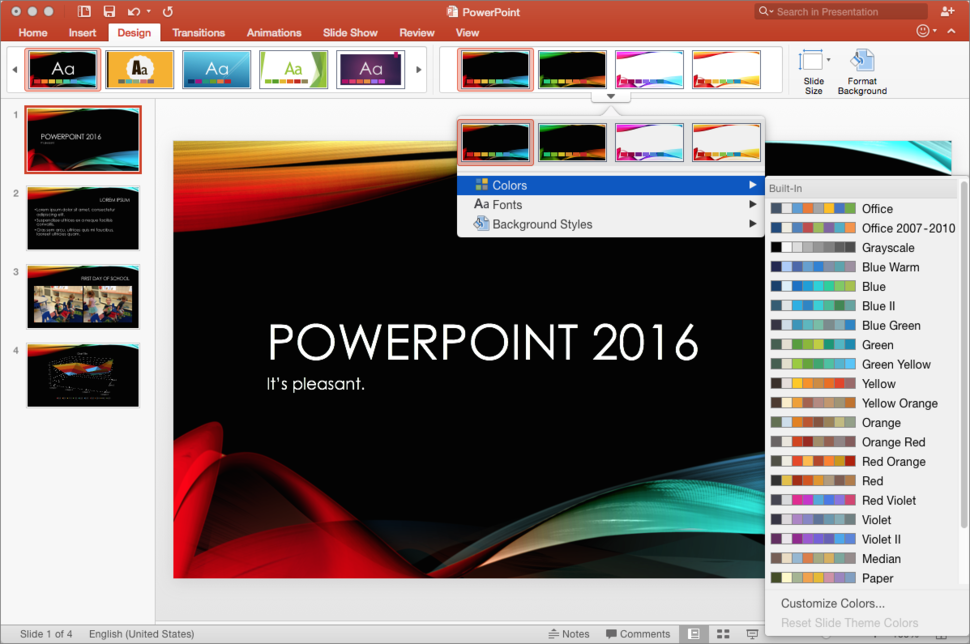 PowerPoint
Search in Presentation
Home Insert Design Transitions Animations Slide Show Review View
Aa Aa Aa Aa Aa
Slide Size
Format Background
1
POWERPOINT 2016
2
LOREM IPSUM
3
FIRST DAY OF SCHOOL
4
POWERPOINT 2016
It's pleasant.
Colors
Aa Fonts
Background Styles
Built-In
Office
Office 2007-2010
Grayscale
Blue Warm
Blue
Blue II
Blue Green
Green
Green Yellow
Yellow
Yellow Orange
Orange
Orange Red
Red Orange
Red
Red Violet
Violet
Violet II
Median
Paper
Customize Colors...
Reset Slide Theme Colors
Slide 1 of 4 English (United States) Notes Comments